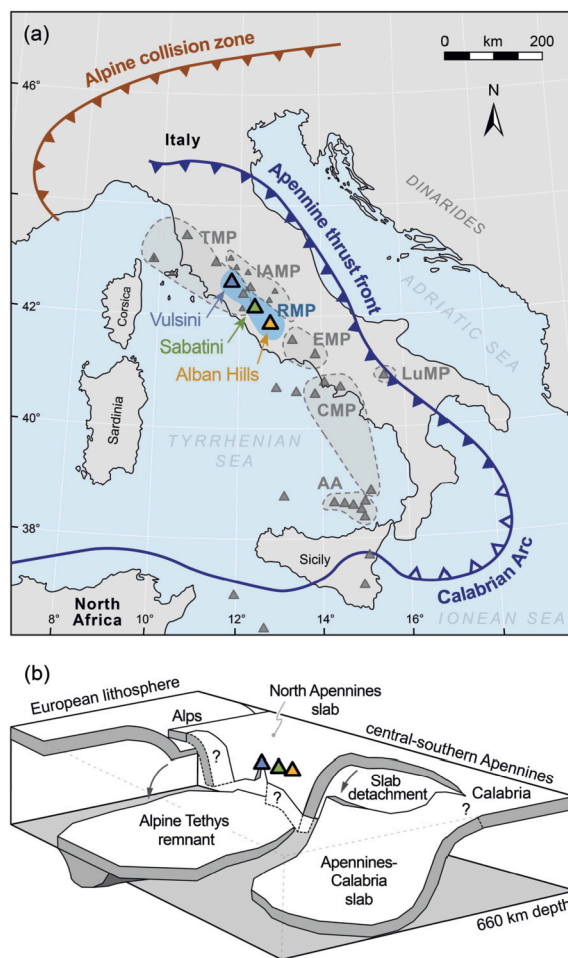 (a)
Alpine collision zone
0
200
km
46°
N
Italy
Apennine thrust front
DINARIDES
44°
TMP
IAMP
ADRIATIC SEA
Corsica
42°
RMP
Vulsini
Sabatini
EMP
Alban Hills
LuMP
40°
CMP
Sardinia
TYRRHENIAN
SEA
AA
38°
Sicily
Calabrian Arc
North
Africa
IONEAN SEA
8°
10°
12°
14°
16°
18°
(b)
European lithosphere
North Apennines
slab
Alps
central-southern Apennines
?
Slab
detachment
?
Calabria
?
Alpine Tethys
remnant
Apennines-
Calabria
slab
660 km depth